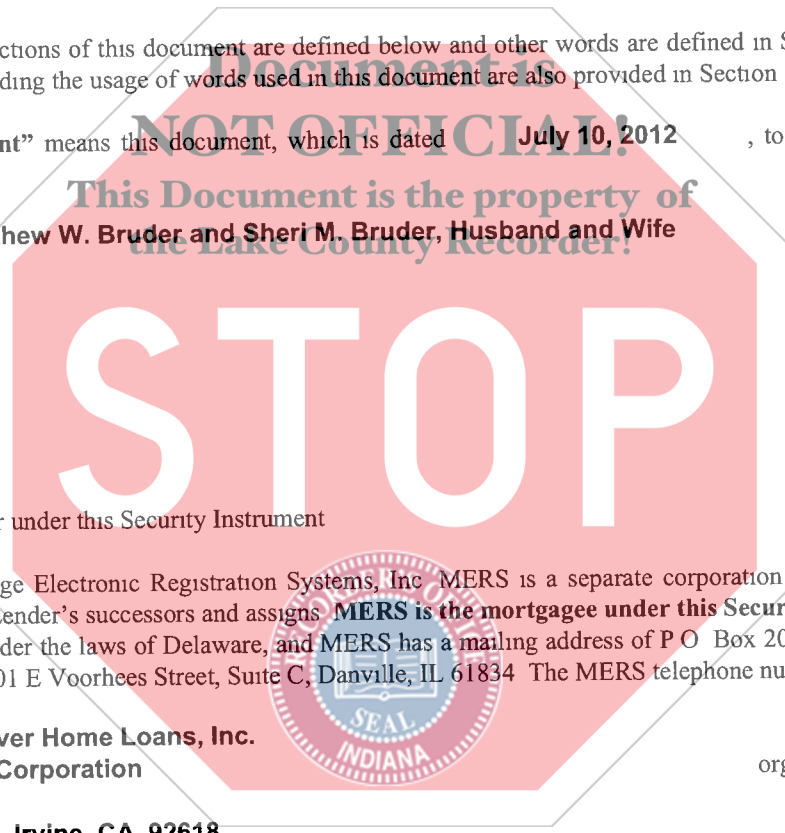 ctions of this document are defined below and other words are defined in S
Document is
ding the usage of words used in this document are also provided in Section
NOT OFFICIAL!
nt” means this document, which is dated July 10, 2012 , to
This Document is the property of
hew W. Bruder and Sheri M. Bruder, Husband and Wife
the Lake County Recorder!
STOP
r under this Security Instrument
ge Electronic Registration Systems, Inc MERS is a separate corporation
Lender’s successors and assigns MERS is the mortgagee under this Secur
der the laws of Delaware, and MERS has a mailing address of P O Box 20
01 E Voorhees Street, Suite C, Danville, IL 61834 The MERS telephone nu
RECORDER'S OFFICE
SEAL
INDIANA
ver Home Loans, Inc.
Corporation
org
Irvine, CA 92618